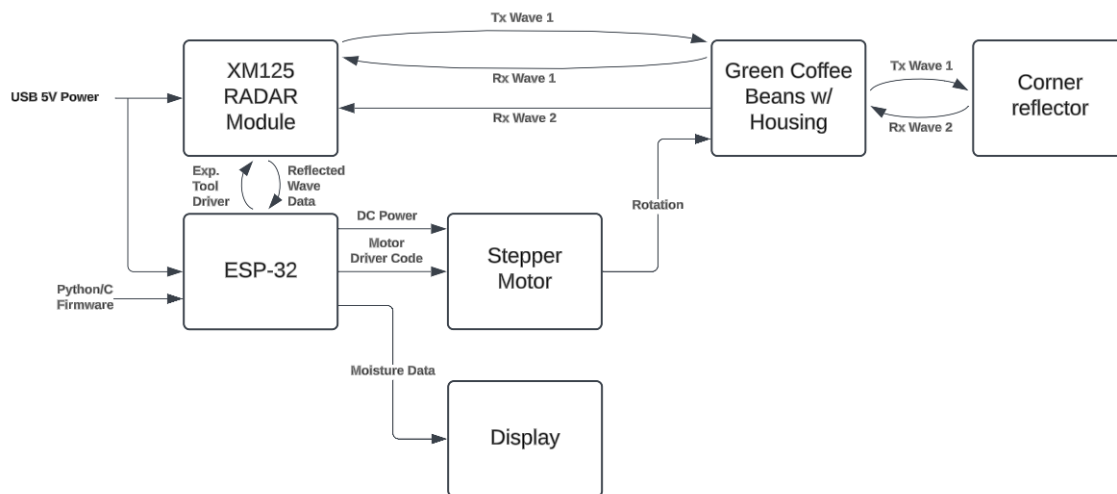 Tx Wave 1
XM125
RADAR
Module
Green Coffee
Beans w/
Housing
Corner
reflector
Tx Wave 1
Rx Wave 1
USB 5V Power
Rx Wave 2
Rx Wave 2
Exp.
Tool
Driver
Reflected
Wave
Data
Rotation
DC Power
Motor
Driver Code
ESP-32
Stepper
Motor
Python/C
Firmware
Moisture Data
Display